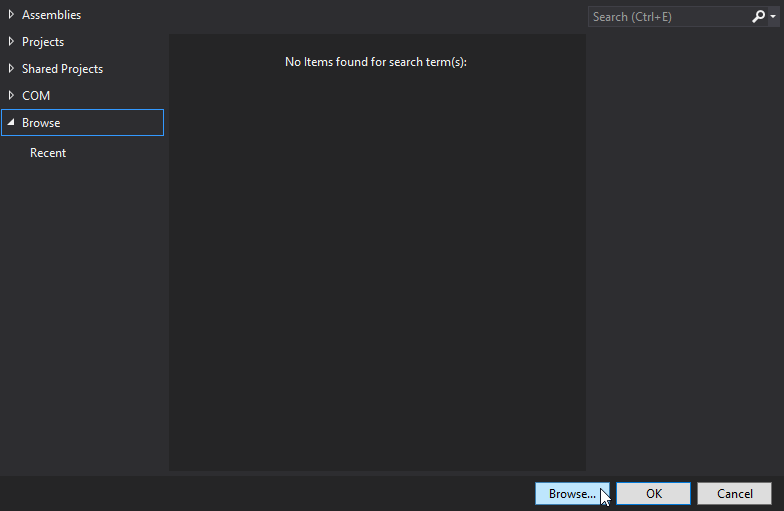 Assemblies
Search (Ctrl+E)
Projects
No Items found for search term(s):
Shared Projects
COM
Browse
Recent
Browse...
OK
Cancel